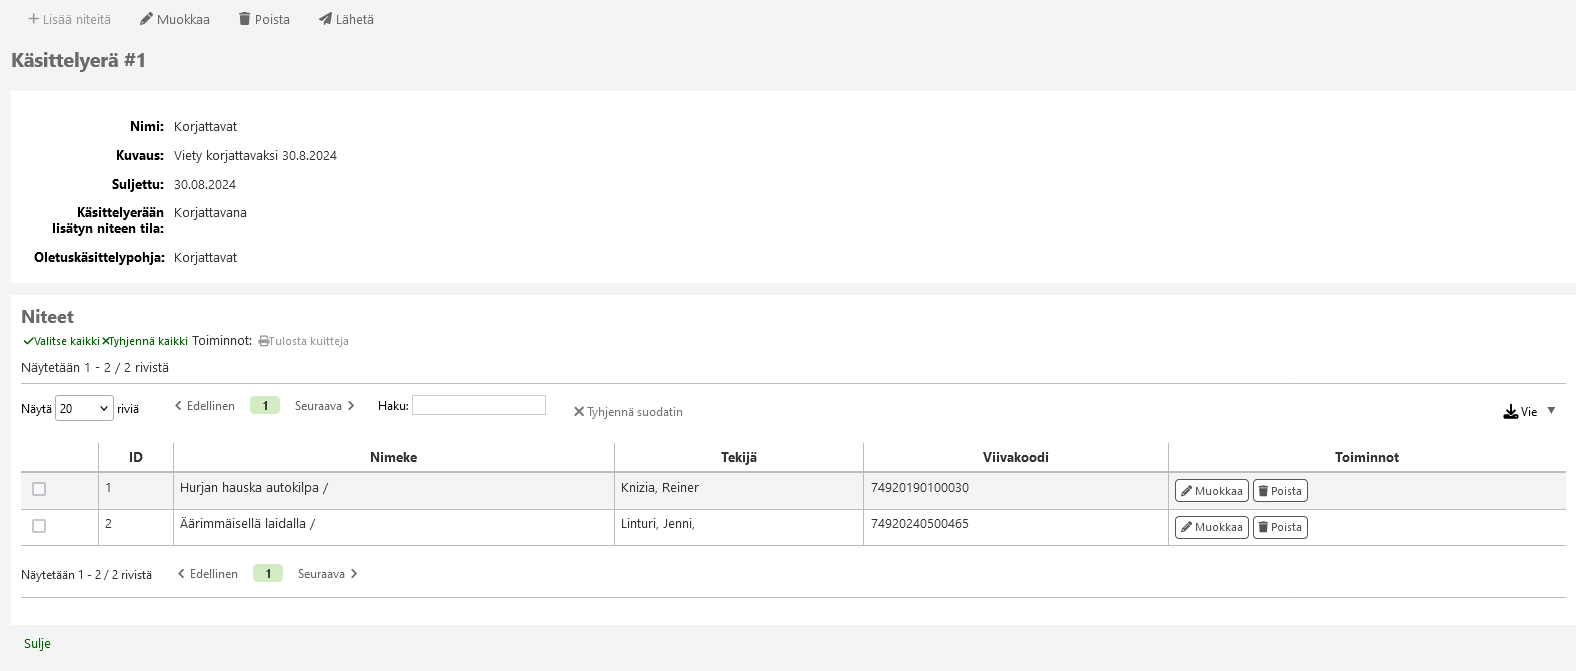 Lisää niteitä Muokkaa Poista Lähetä
Käsittelyerä #1
Nimi: Korjattavat
Kuvaus: Viety korjattavaksi 30.8.2024
Suljettu: 30.08.2024
Käsittelyerään lisätyn niteen tila: Korjattavana
Oletuskäsittelypohja: Korjattavat
Niteet
Valitse kaikki Tyhjennä kaikki Toiminnot: Tulosta kuitteja
Näytetään 1 - 2 / 2 rivistä
Näytä 20 riviä Edellinen 1 Seuraava Haku: Tyhjennä suodatin Vie
ID Nimeke Tekijä Viivakoodi Toiminnot
1 Hurjan hauska autokilpa / Knizia, Reiner 74920190100030 Muokkaa Poista
2 Äärimmäisellä laidalla / Linturi, Jenni, 74920240500465 Muokkaa Poista
Näytetään 1 - 2 / 2 rivistä Edellinen 1 Seuraava
Sulje